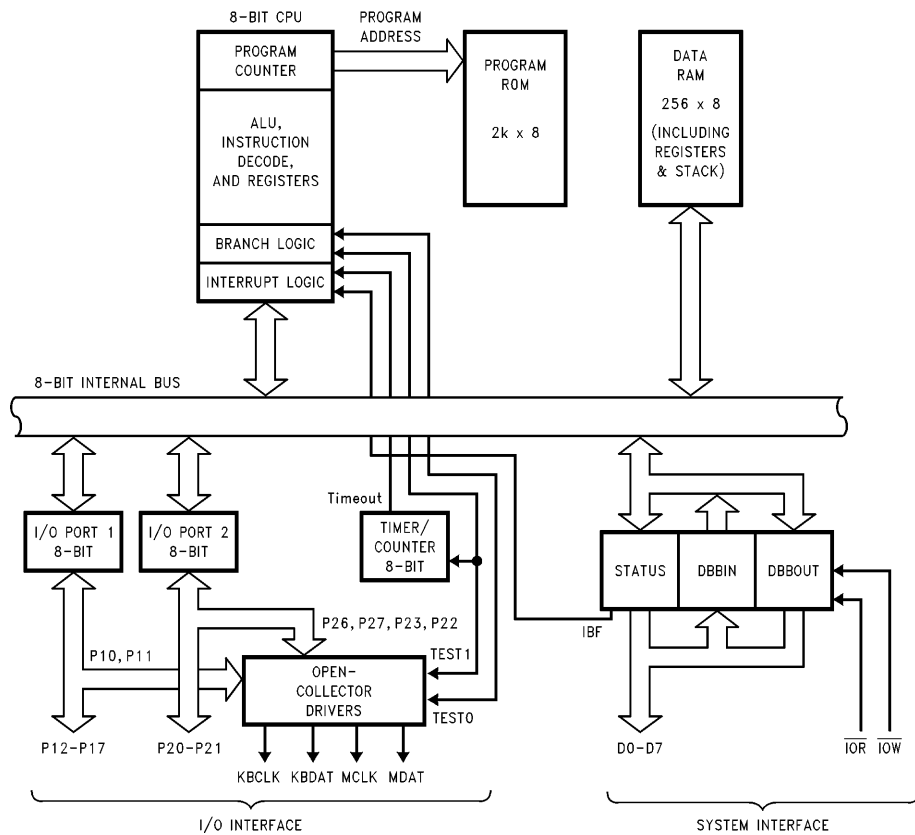 8-BIT CPU
PROGRAM
COUNTER
ALU,
INSTRUCTION
DECODE,
AND REGISTERS
BRANCH LOGIC
INTERRUPT LOGIC
PROGRAM
ADDRESS
PROGRAM
ROM
2k x 8
DATA
RAM
256 x 8
(INCLUDING
REGISTERS
& STACK)
8-BIT INTERNAL BUS
I/O PORT 1
8-BIT
I/O PORT 2
8-BIT
Timeout
TIMER/
COUNTER
8-BIT
STATUS
DBBIN
DBBOUT
IBF
P26, P27, P23, P22
P10, P11
TEST1
TEST0
OPEN-
COLLECTOR
DRIVERS
P12-P17
P20-P21
KBCLK
KBDAT
MCLK
MDAT
D0-D7
IOR
IOW
I/O INTERFACE
SYSTEM INTERFACE